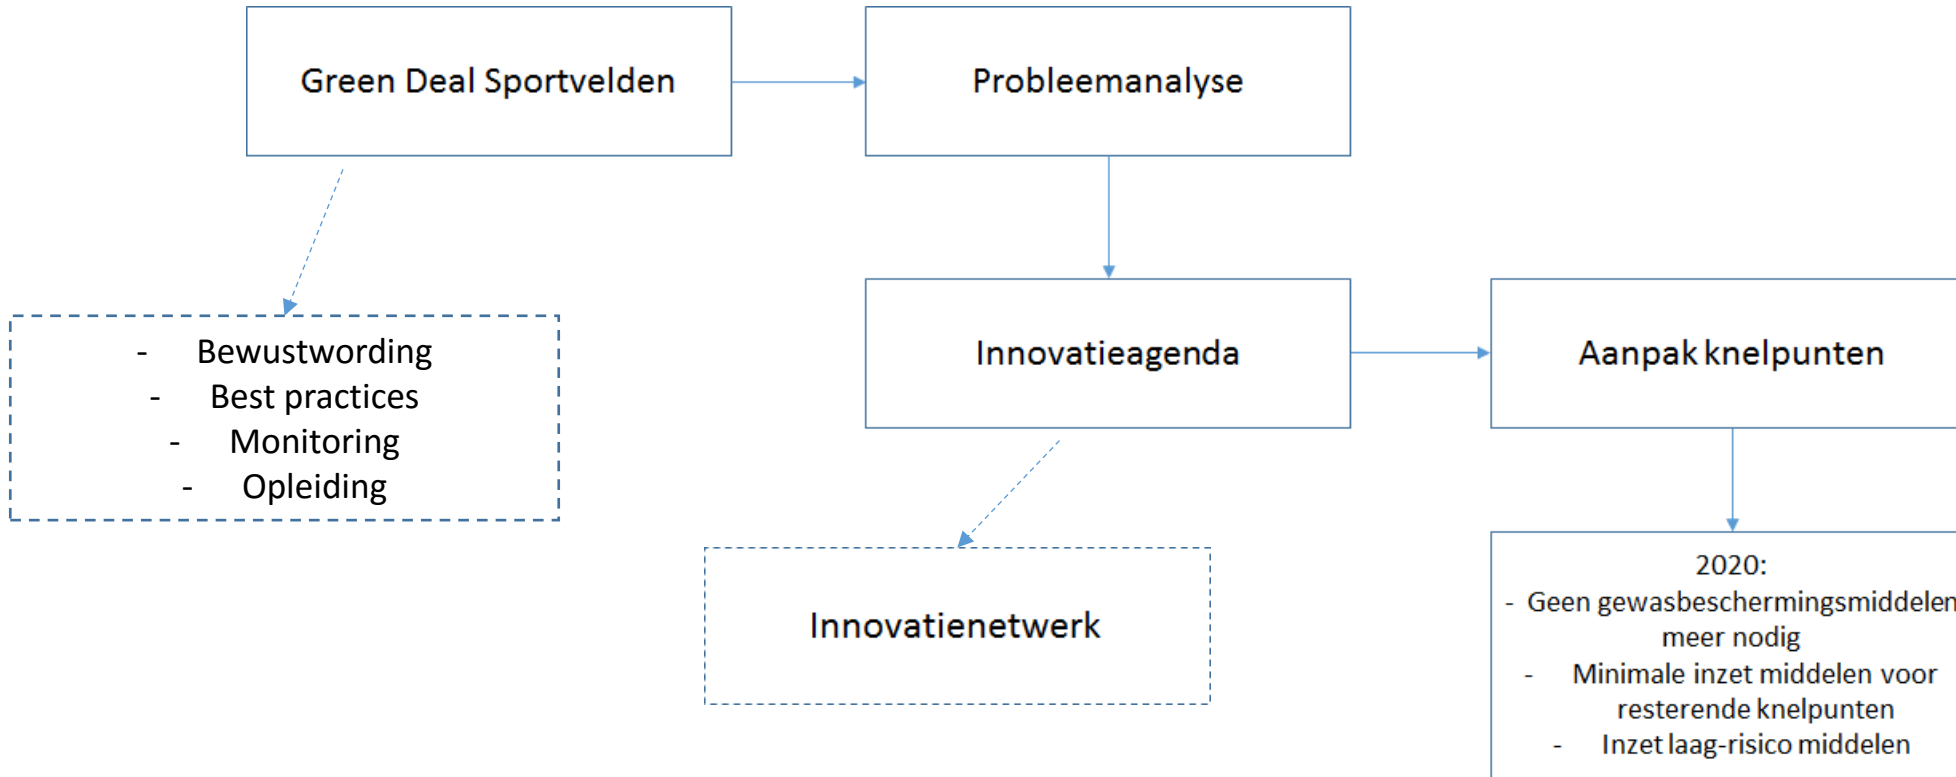 Green Deal Sportvelden
Probleemanalyse
- Bewustwording
- Best practices
- Monitoring
- Opleiding
Innovatieagenda
Aanpak knelpunten
Innovatienetwerk
2020:
- Geen gewasbeschermingsmiddelen
meer nodig
- Minimale inzet middelen voor
resterende knelpunten
- Inzet laag-risico middelen